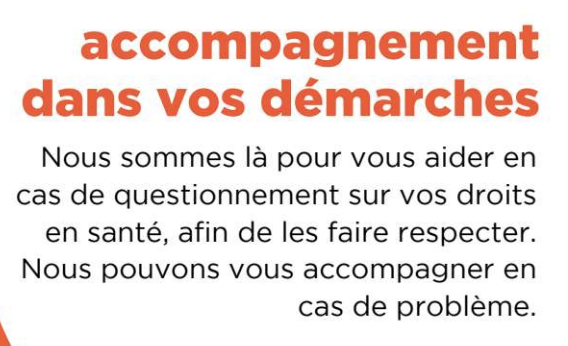 accompagnement
dans vos démarches
Nous sommes là pour vous aider en
cas de questionnement sur vos droits
en santé, afin de les faire respecter.
Nous pouvons vous accompagner en
cas de problème.